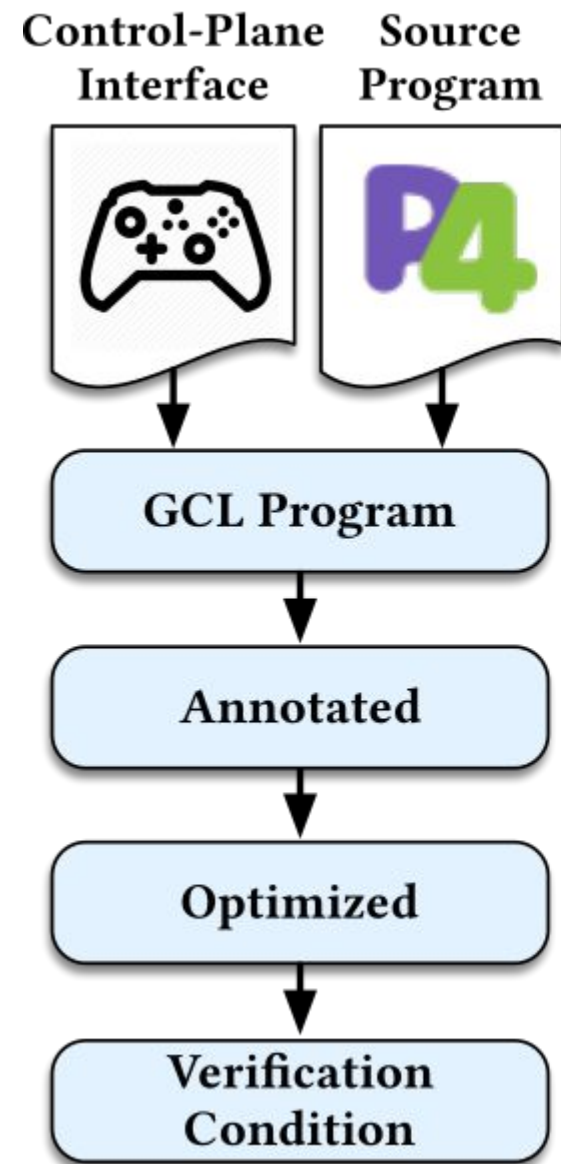 Control-Plane
Interface
Source
Program
P4
GCL Program
Annotated
Optimized
Verification
Condition